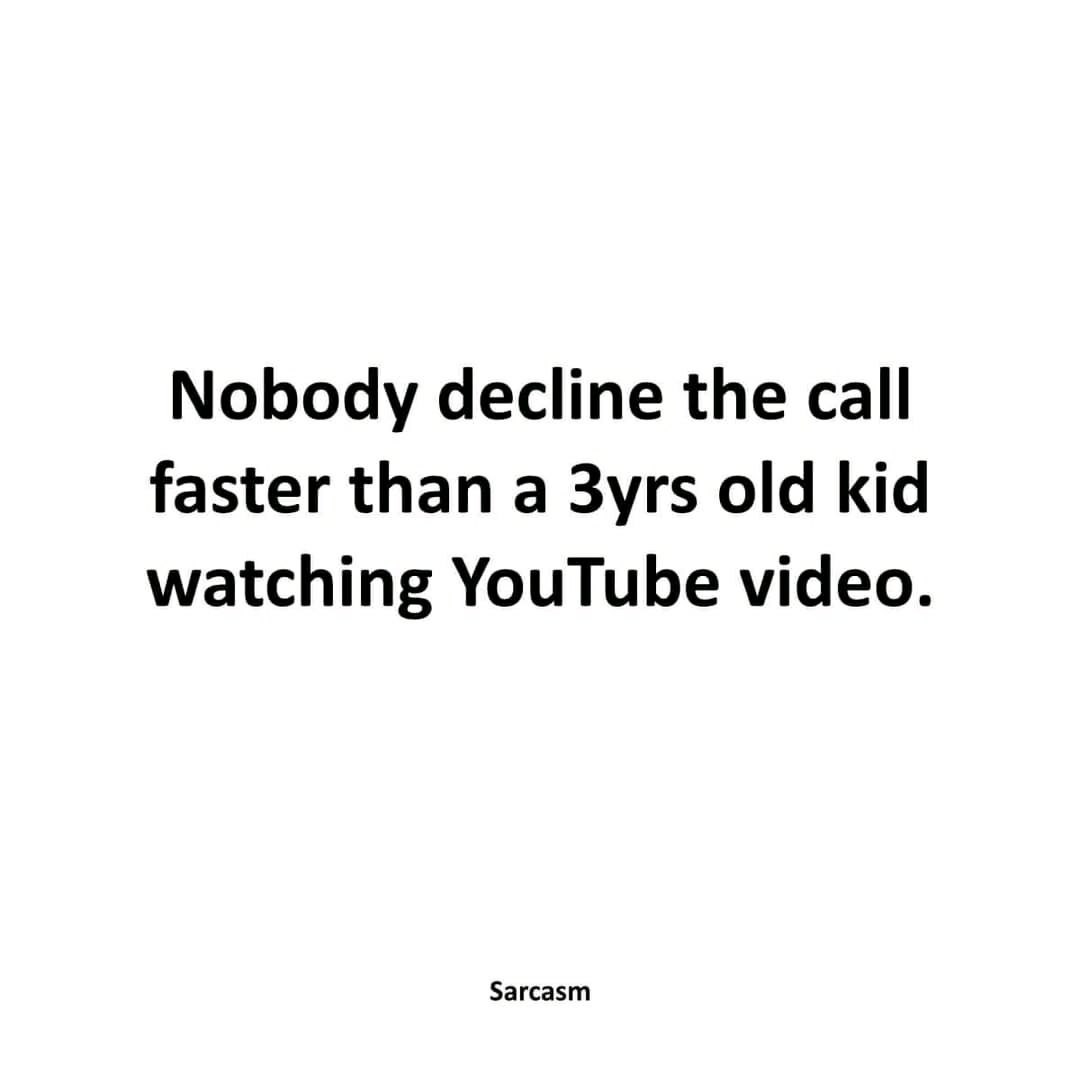 Nobody decline the call
faster than a 3yrs old kid
watching YouTube video.
Sarcasm